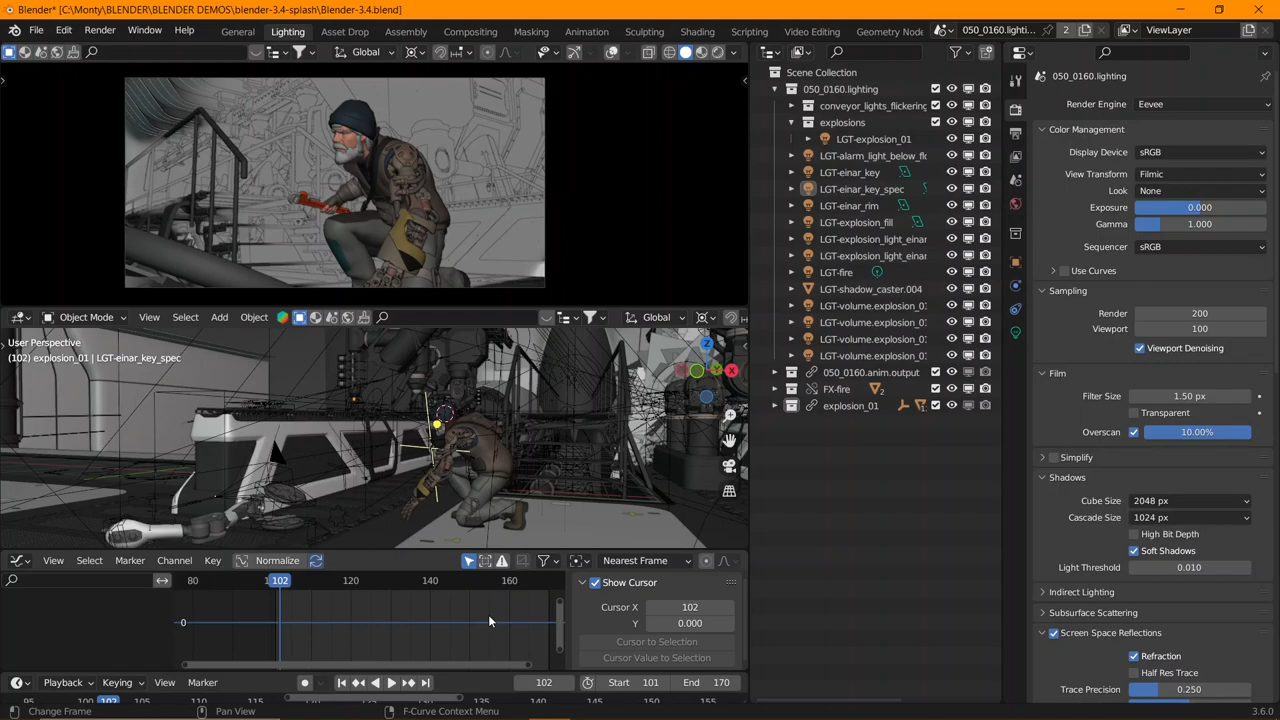 Blender* [C:\Monty\BLENDER\BLENDER DEMOS\blender-3.4-splash\Blender-3.4.blend]
File Edit Render Window Help General Lighting Asset Drop Assembly Compositing Masking Animation Sculpting Shading Scripting Video Editing Geometry Node 050_0160.lighti... 2 ViewLayer
Global
Scene Collection
050_0160.lighting
conveyor_lights_flickering
explosions
LGT-explosion_01
LGT-alarm_light_below_flo
LGT-einar_key
LGT-einar_key_spec
LGT-einar_rim
LGT-explosion_fill
LGT-explosion_light_einar
LGT-explosion_light_einar
LGT-fire
LGT-shadow_caster.004
LGT-volume.explosion_01
LGT-volume.explosion_01
LGT-volume.explosion_01
LGT-volume.explosion_01
050_0160.anim.output
FX-fire 2
explosion_01
050_0160.lighting
Render Engine Eevee
Color Management
Display Device sRGB
View Transform Filmic
Look None
Exposure 0.000
Gamma 1.000
Sequencer sRGB
Use Curves
Sampling
Render 200
Viewport 100
Viewport Denoising
Film
Filter Size 1.50 px
Transparent
Overscan 10.00%
Simplify
Shadows
Cube Size 2048 px
Cascade Size 1024 px
High Bit Depth
Soft Shadows
Light Threshold 0.010
Indirect Lighting
Subsurface Scattering
Screen Space Reflections
Refraction
Half Res Trace
Trace Precision 0.250
Object Mode View Select Add Object Global
User Perspective
(102) explosion_01 | LGT-einar_key_spec
Z
X
View Select Marker Channel Key Normalize Nearest Frame
80 102 120 140 160
0
Show Cursor
Cursor X 102
Y 0.000
Cursor to Selection
Cursor Value to Selection
Playback Keying View Marker 102 Start 101 End 170
95 102 155
Change Frame Pan View F-Curve Context Menu 3.6.0